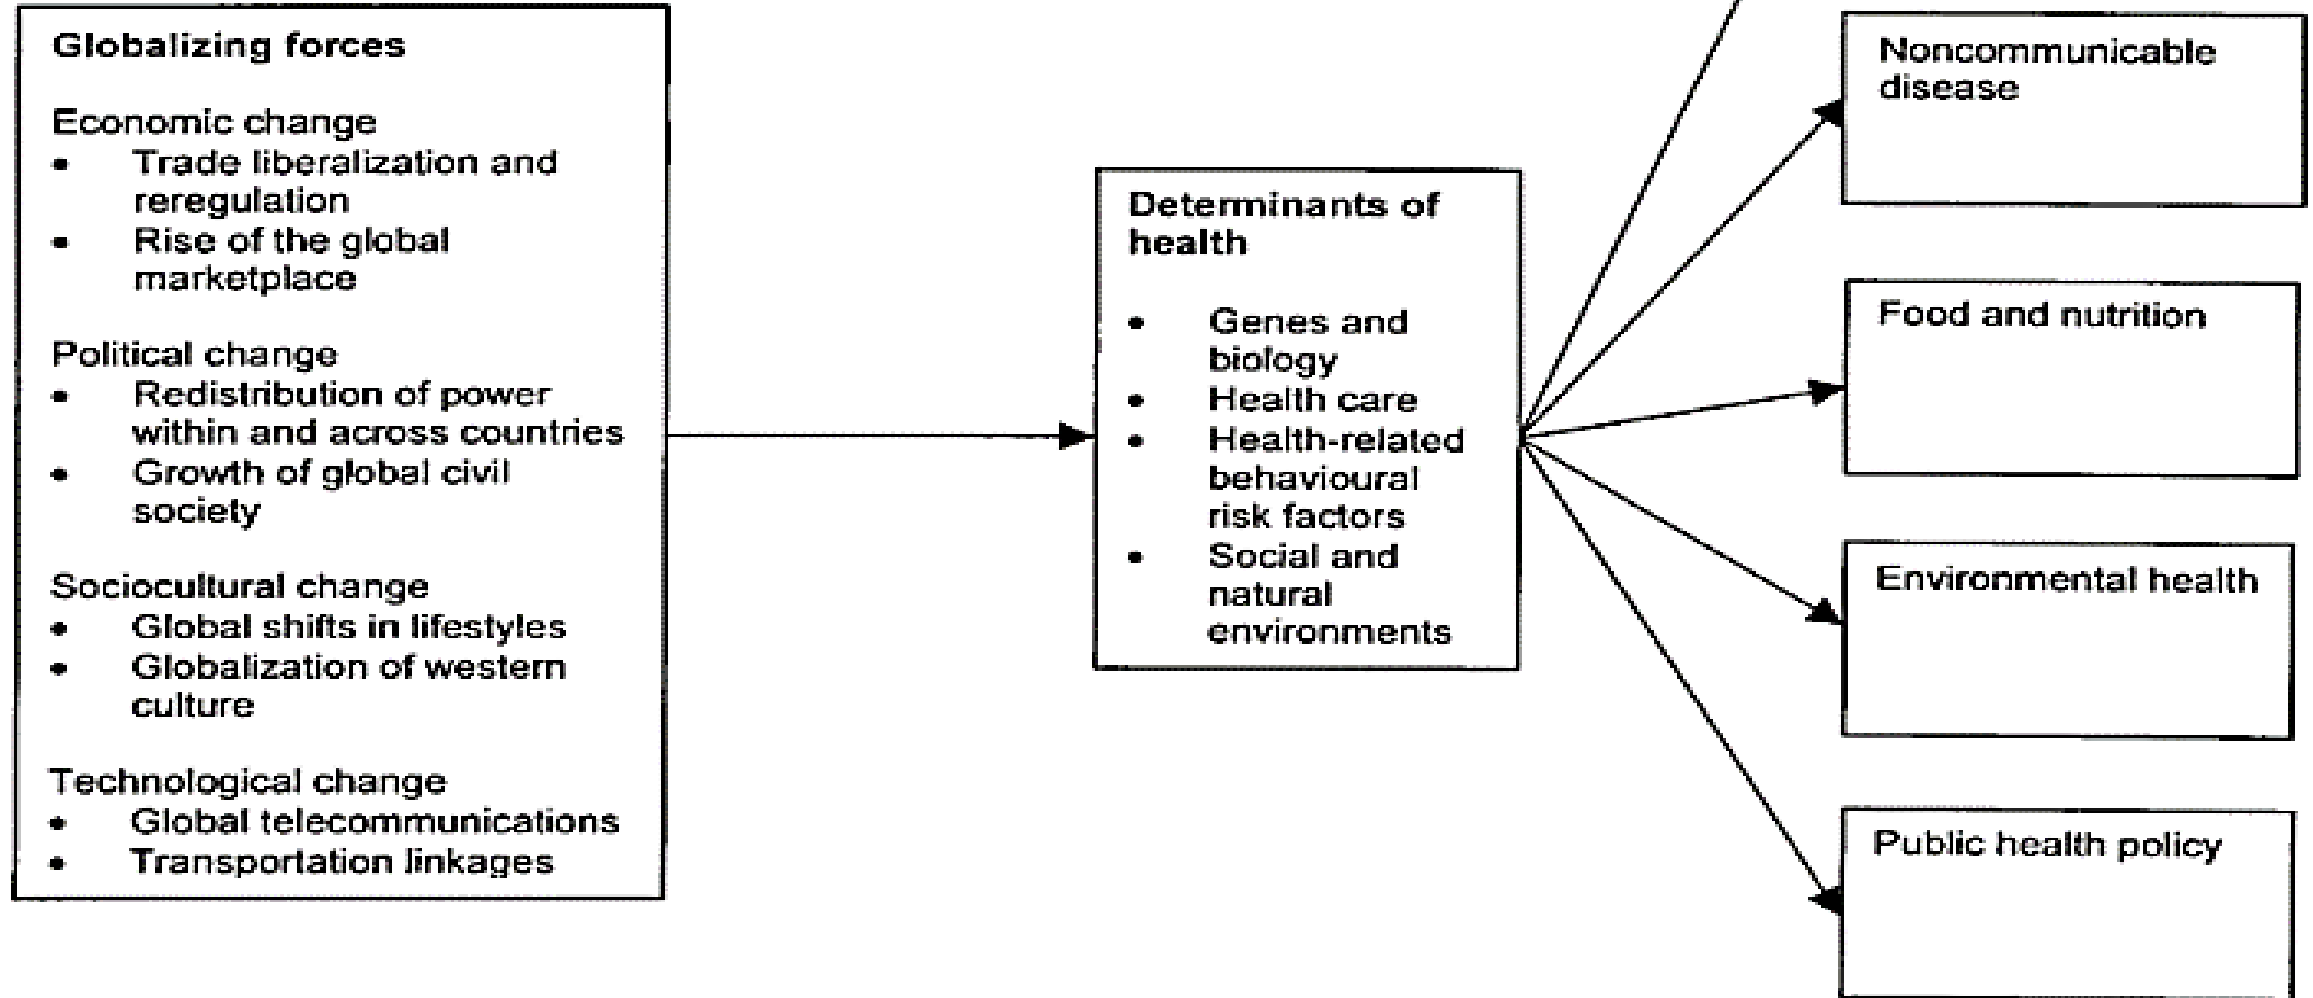 Globalizing forces
Economic change
• Trade liberalization and
reregulation
• Rise of the global
marketplace
Political change
• Redistribution of power
within and across countries
• Growth of global civil
society
Sociocultural change
• Global shifts in lifestyles
• Globalization of western
culture
Technological change
• Global telecommunications
• Transportation linkages
Determinants of
health
• Genes and
biology
• Health care
• Health-related
behavioural
risk factors
• Social and
natural
environments
Noncommunicable
disease
Food and nutrition
Environmental health
Public health policy